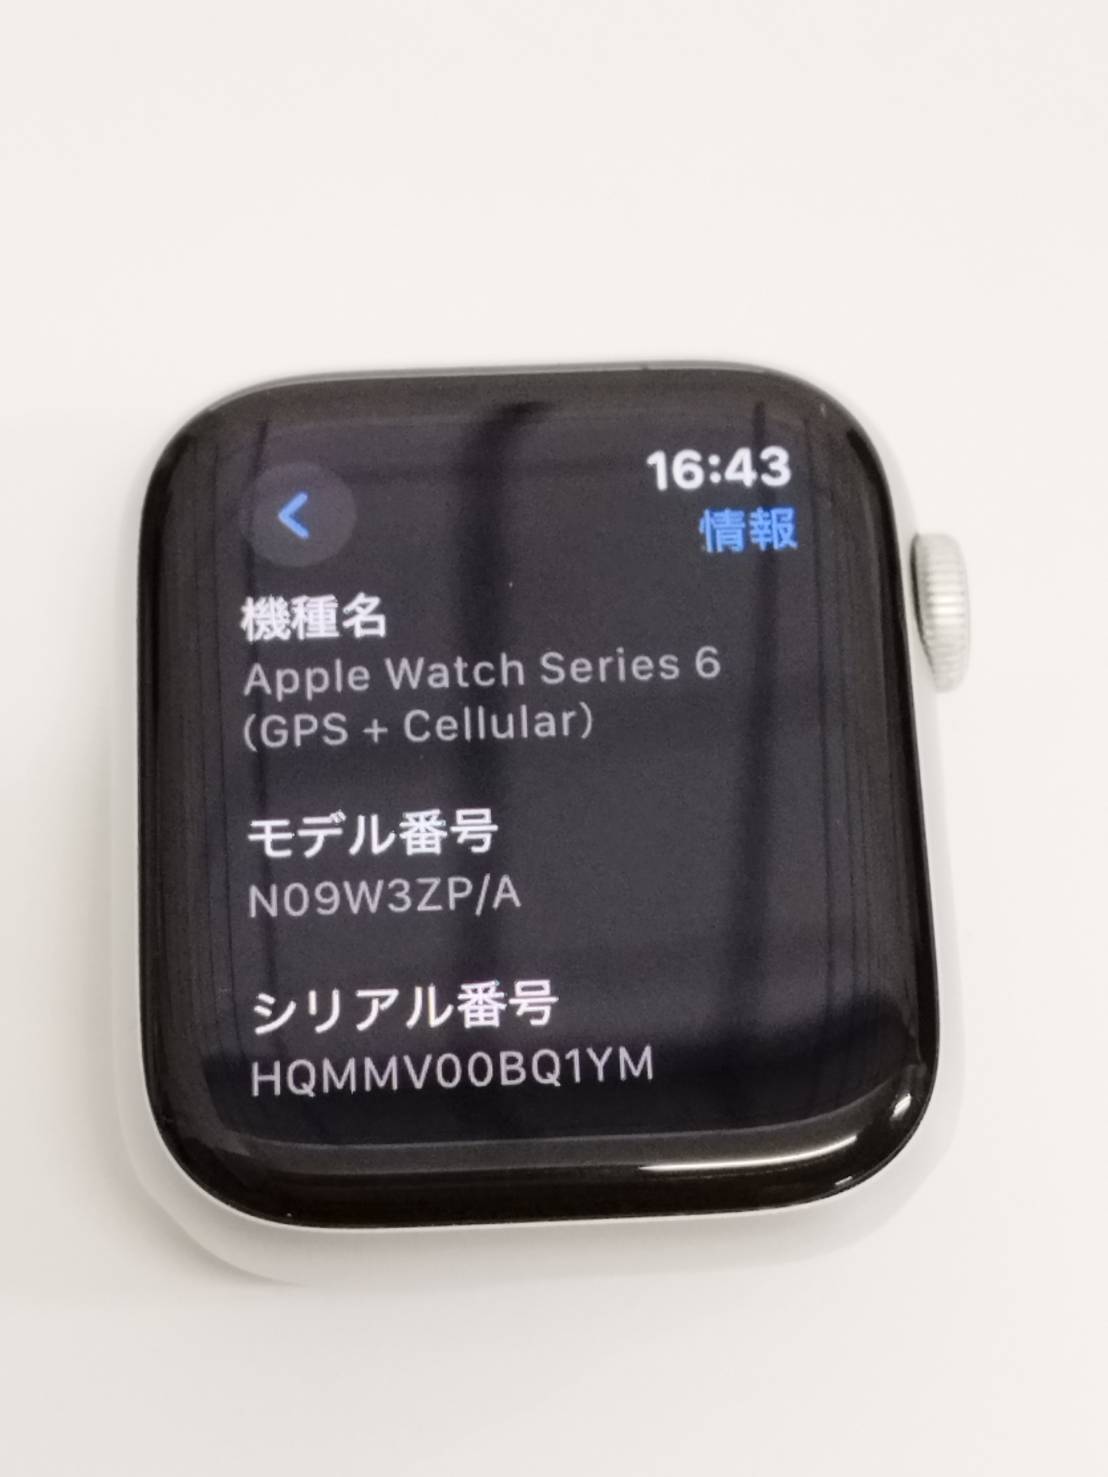 16:43
情報
機種名
Apple Watch Series 6
(GPS + Cellular)
モデル番号
N09W3ZP/A
シリアル番号
HQMMV00BQ1YM